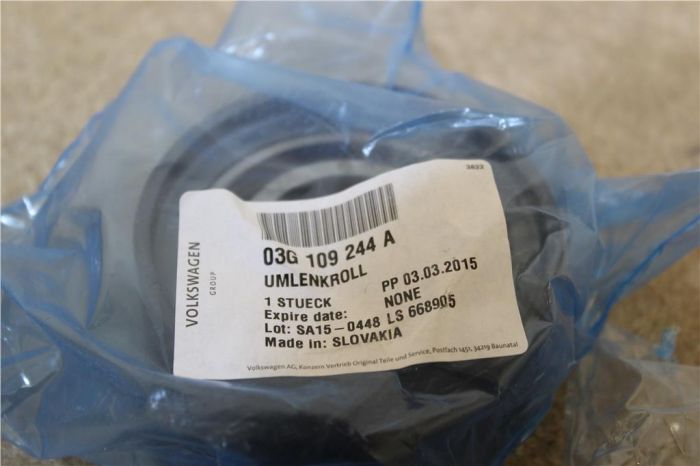 3622
VOLKSWAGEN
GROUP
03G 109 244 A
UMLENKROLL
1 STUECK PP 03.03.2015
Expire date: NONE
Lot: SA15-0448 LS 668905
Made in: SLOVAKIA
Volkswagen AG, Konzern Vertrieb Original Teile und Service, Postfach 1451, 34219 Baunatal